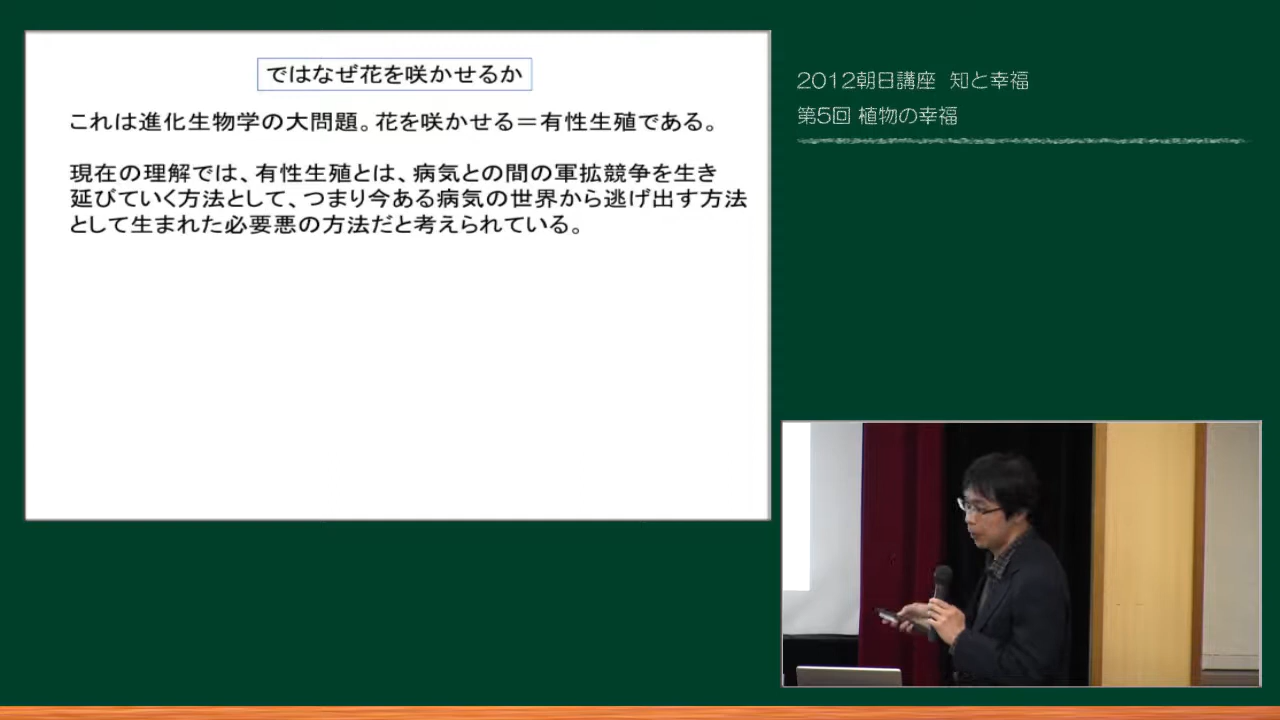 ではなぜ花を咲かせるか
これは進化生物学の大問題。花を咲かせる＝有性生殖である。
現在の理解では、有性生殖とは、病気との間の軍拡競争を生き
延びていく方法として、つまり今ある病気の世界から逃げ出す方法
として生まれた必要悪の方法だと考えられている。
2012朝日講座 知と幸福
第5回 植物の幸福